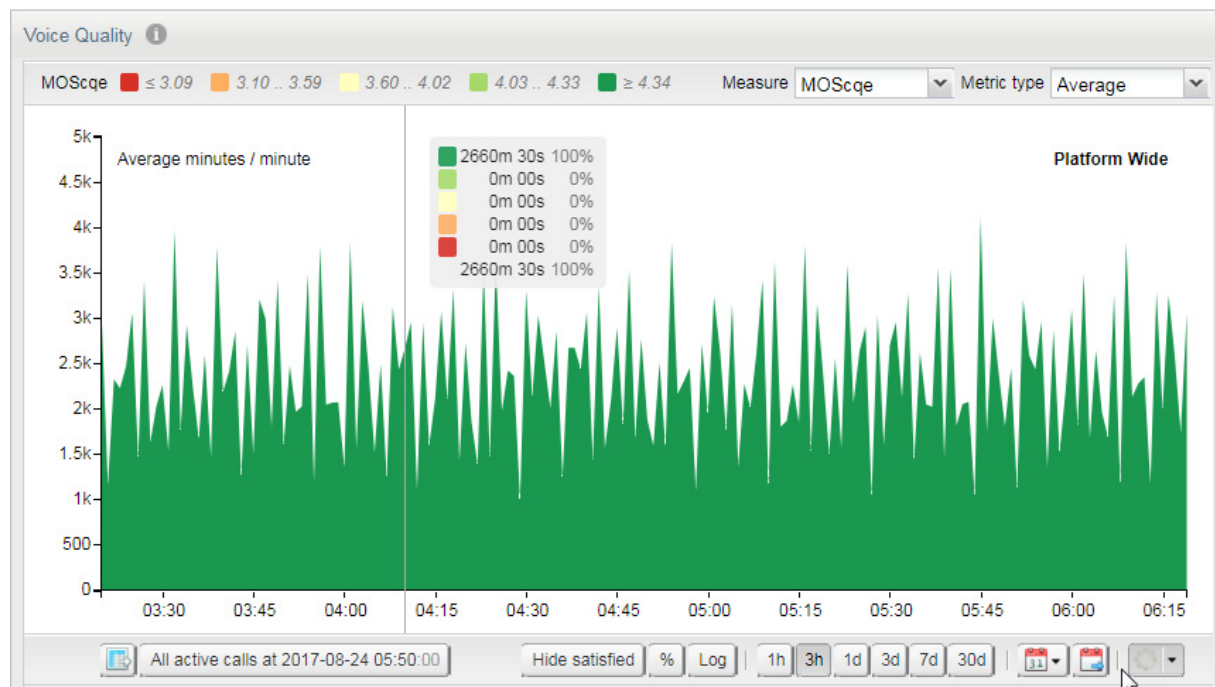 Voice Quality i
MOScqe ≤ 3.09 3.10 .. 3.59 3.60 .. 4.02 4.03 .. 4.33 ≥ 4.34 Measure MOScqe Metric type Average
5k
4.5k
4k
3.5k
3k
2.5k
2k
1.5k
1k
500
0
Average minutes / minute
2660m 30s 100%
0m 00s 0%
0m 00s 0%
0m 00s 0%
0m 00s 0%
2660m 30s 100%
Platform Wide
03:30 03:45 04:00 04:15 04:30 04:45 05:00 05:15 05:30 05:45 06:00 06:15
All active calls at 2017-08-24 05:50:00 Hide satisfied % Log 1h 3h 1d 3d 7d 30d 31